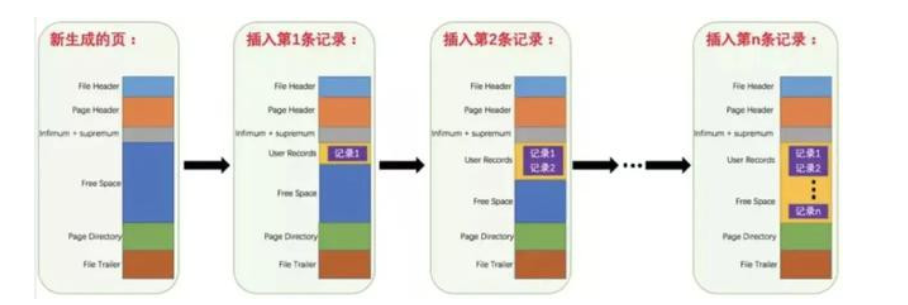 新生成的页：
File Header
Page Header
Infimum + supremum
Free Space
Page Directory
File Trailer
插入第1条记录：
File Header
Page Header
Infimum + supremum
User Records
记录1
Free Space
Page Directory
File Trailer
插入第2条记录：
File Header
Page Header
Infimum + supremum
User Records
记录1
记录2
Free Space
Page Directory
File Trailer
插入第n条记录：
File Header
Page Header
Infimum + supremum
User Records
记录1
记录2
Free Space
记录n
Page Directory
File Trailer